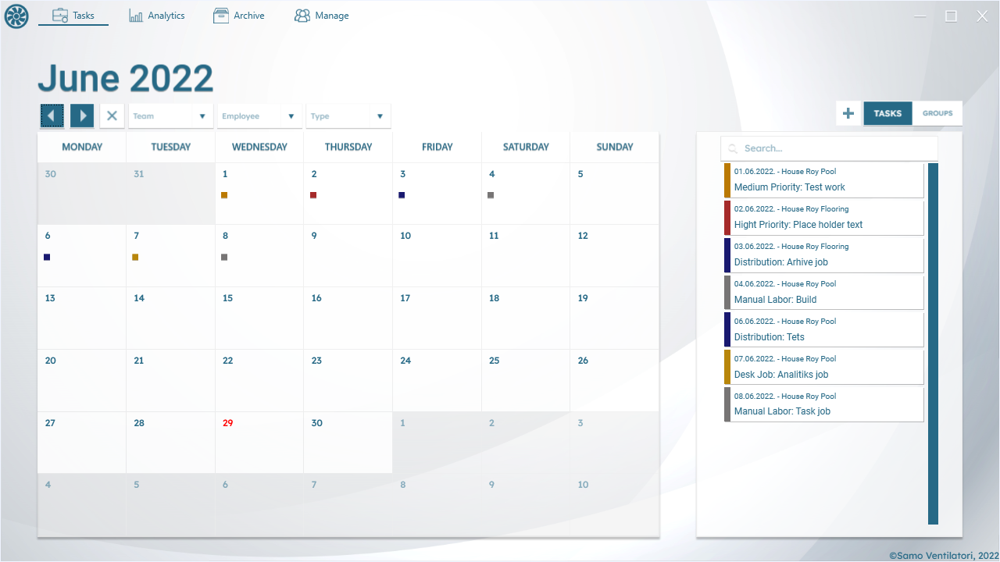 Tasks Analytics Archive Manage
June 2022
Team Employee Type
TASKS GROUPS
MONDAY TUESDAY WEDNESDAY THURSDAY FRIDAY SATURDAY SUNDAY
30 31 1 2 3 4 5
6 7 8 9 10 11 12
13 14 15 16 17 18 19
20 21 22 23 24 25 26
27 28 29 30 1 2 3
4 5 6 7 8 9 10
Search...
01.06.2022. - House Roy Pool
Medium Priority: Test work
02.06.2022. - House Roy Flooring
Hight Priority: Place holder text
03.06.2022. - House Roy Flooring
Distribution: Arhive job
04.06.2022. - House Roy Pool
Manual Labor: Build
06.06.2022. - House Roy Pool
Distribution: Tets
07.06.2022. - House Roy Pool
Desk Job: Analitiks job
08.06.2022. - House Roy Pool
Manual Labor: Task job
©Samo Ventilatori, 2022